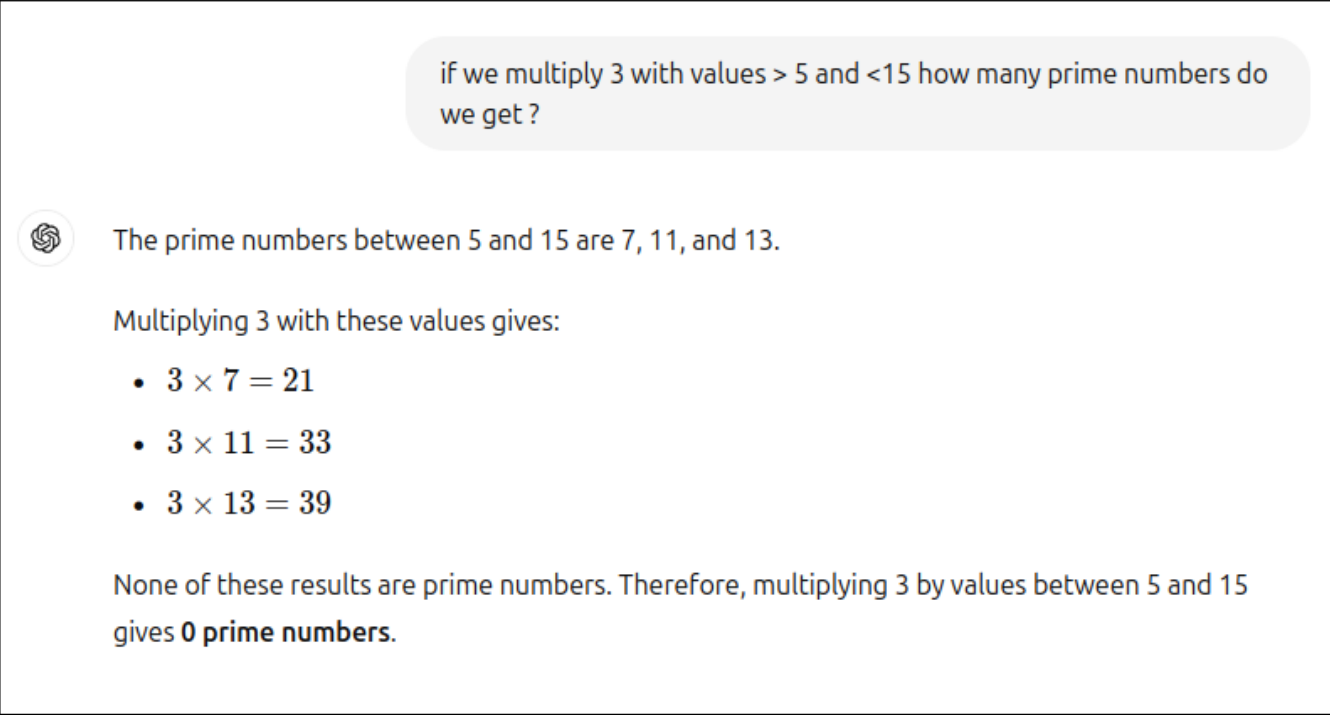 if we multiply 3 with values > 5 and <15 how many prime numbers do
we get ?
The prime numbers between 5 and 15 are 7, 11, and 13.
Multiplying 3 with these values gives:
• 3 × 7 = 21
• 3 × 11 = 33
• 3 × 13 = 39
None of these results are prime numbers. Therefore, multiplying 3 by values between 5 and 15
gives 0 prime numbers.